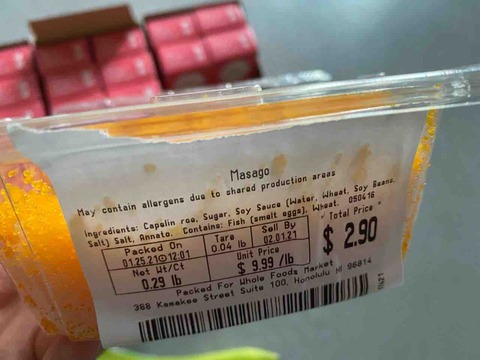 Masago
May contain allergens due to shared production areas
Ingredients: Capelin roe, Sugar, Soy Sauce (Water, Wheat, Soy Beans,
Salt) Salt, Annato. Contains: Fish (smelt eggs), Wheat. 050416
Packed On
01.25.21 12:01
Tare
0.04 lb
Sell By
02.01.21
Total Price
$ 2.90
Net Wt/Ct
0.29 lb
Unit Price
$ 9.99 /lb
Packed For Whole Foods Market
388 Kamakee Street Suite 100, Honolulu HI 96814